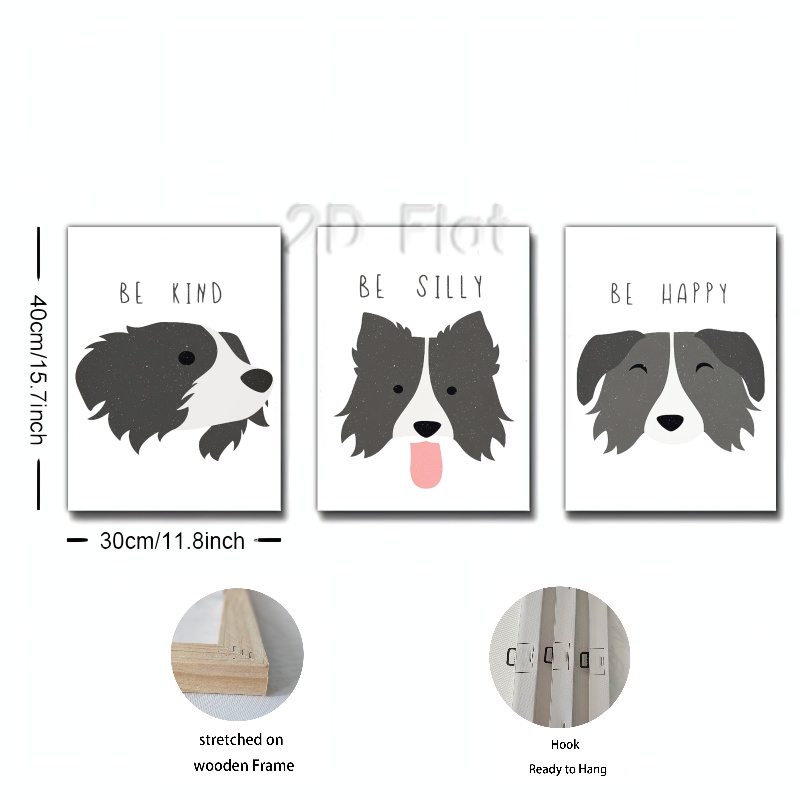 2D Flat
BE KIND
BE SILLY
BE HAPPY
40cm/15.7inch
30cm/11.8inch
stretched on
wooden Frame
Hook
Ready to Hang